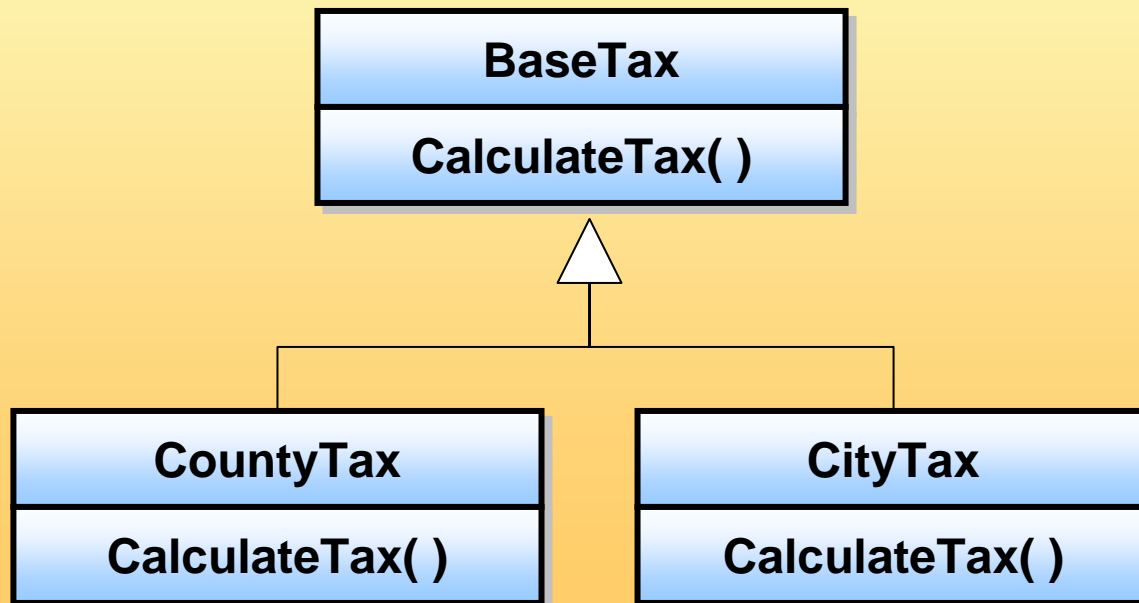 BaseTax
CalculateTax( )
CountyTax
CityTax
CalculateTax( )
CalculateTax( )